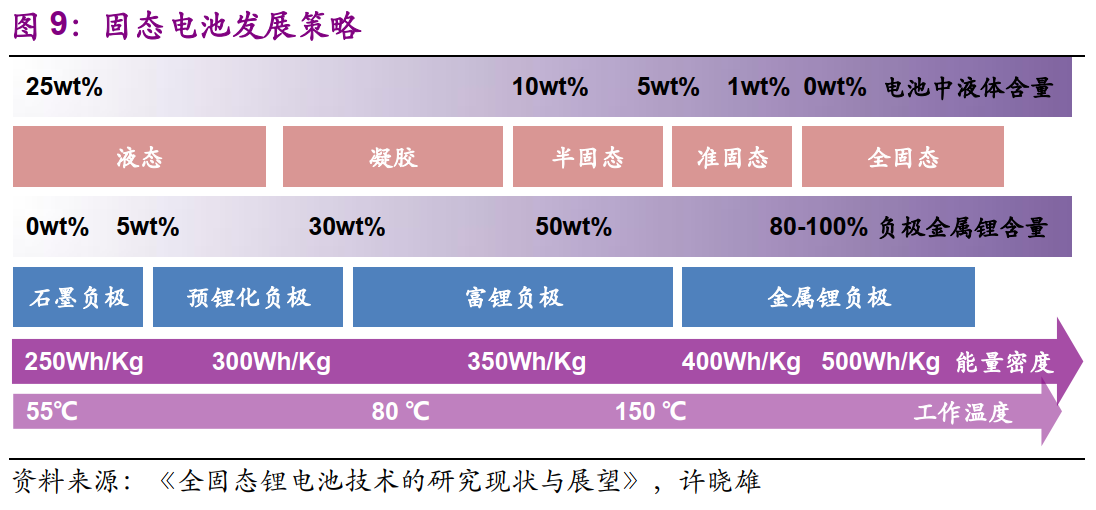 图 9：固态电池发展策略
25wt% 10wt% 5wt% 1wt% 0wt% 电池中液体含量
液态 凝胶 半固态 准固态 全固态
0wt% 5wt% 30wt% 50wt% 80-100% 负极金属锂含量
石墨负极 预锂化负极 富锂负极 金属锂负极
250Wh/Kg 300Wh/Kg 350Wh/Kg 400Wh/Kg 500Wh/Kg 能量密度
55℃ 80 ℃ 150 ℃ 工作温度
资料来源：《全固态锂电池技术的研究现状与展望》，许晓雄